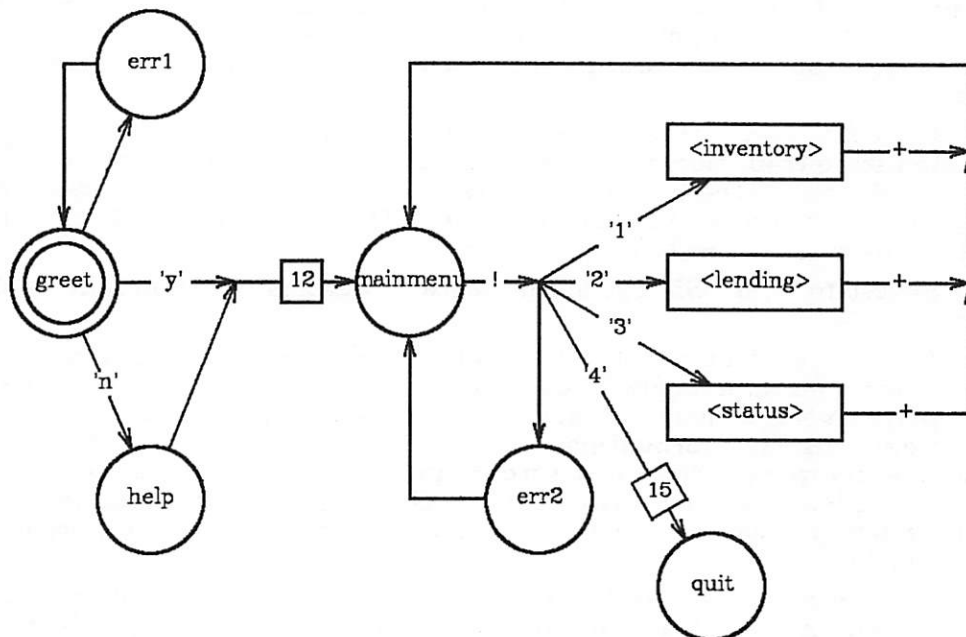 err1
<inventory>
+
'1'
greet
'y'
12
mainmenu
!
'2'
<lending>
+
'3'
'n'
'4'
<status>
+
help
err2
15
quit